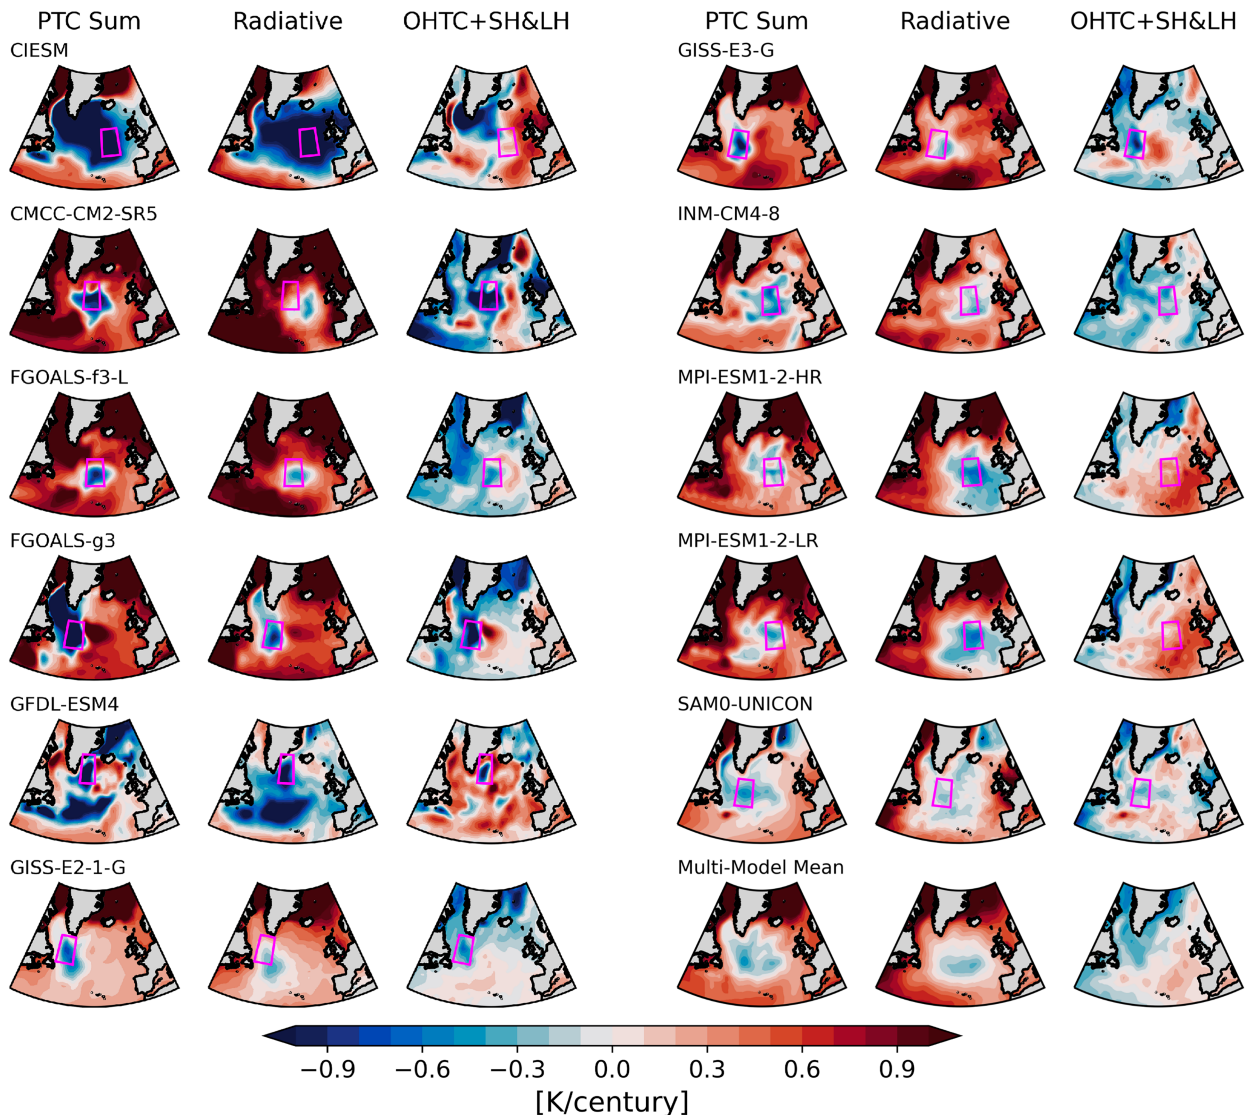 PTC Sum Radiative OHTC+SH&LH PTC Sum Radiative OHTC+SH&LH
CIESM GISS-E3-G
CMCC-CM2-SR5 INM-CM4-8
FGOALS-f3-L MPI-ESM1-2-HR
FGOALS-g3 MPI-ESM1-2-LR
GFDL-ESM4 SAM0-UNICON
GISS-E2-1-G Multi-Model Mean
−0.9 −0.6 −0.3 0.0 0.3 0.6 0.9
[K/century]